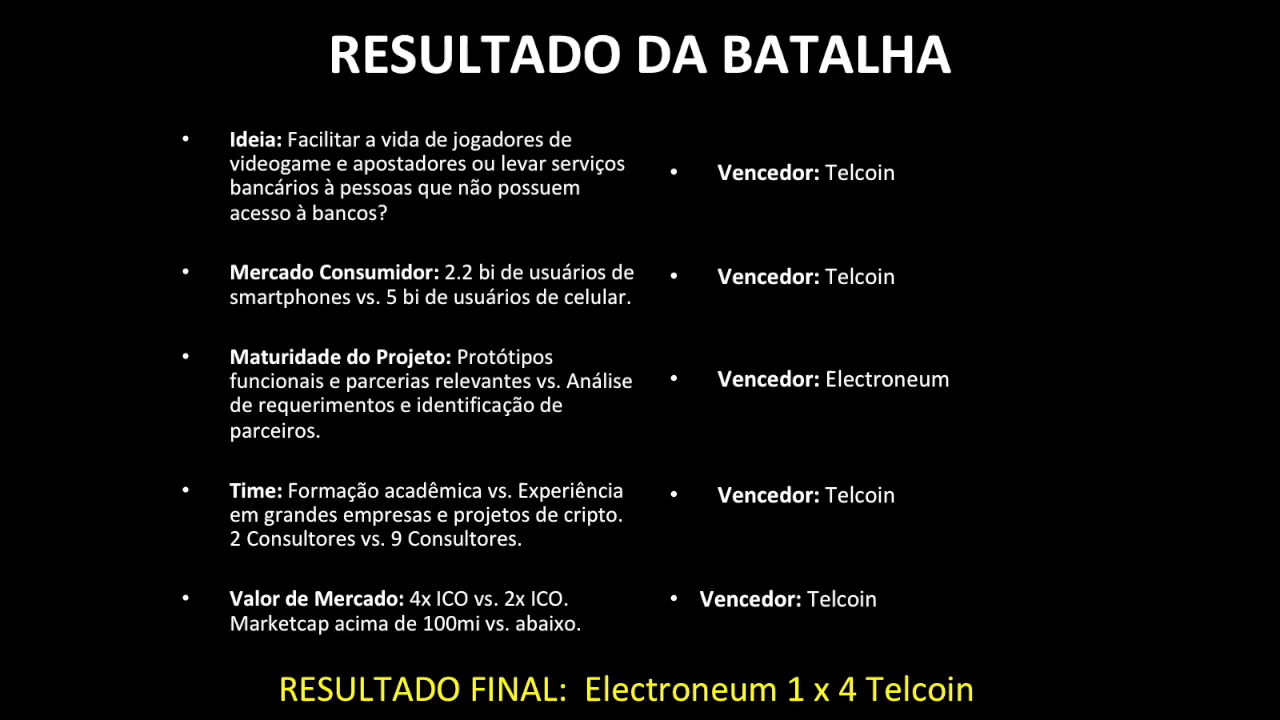 RESULTADO DA BATALHA
• Ideia: Facilitar a vida de jogadores de
videogame e apostadores ou levar serviços
bancários à pessoas que não possuem
acesso à bancos?
• Vencedor: Telcoin
• Mercado Consumidor: 2.2 bi de usuários de
smartphones vs. 5 bi de usuários de celular.
• Vencedor: Telcoin
• Maturidade do Projeto: Protótipos
funcionais e parcerias relevantes vs. Análise
de requerimentos e identificação de
parceiros.
• Vencedor: Electroneum
• Time: Formação acadêmica vs. Experiência
em grandes empresas e projetos de cripto.
2 Consultores vs. 9 Consultores.
• Vencedor: Telcoin
• Valor de Mercado: 4x ICO vs. 2x ICO.
Marketcap acima de 100mi vs. abaixo.
• Vencedor: Telcoin
RESULTADO FINAL: Electroneum 1 x 4 Telcoin